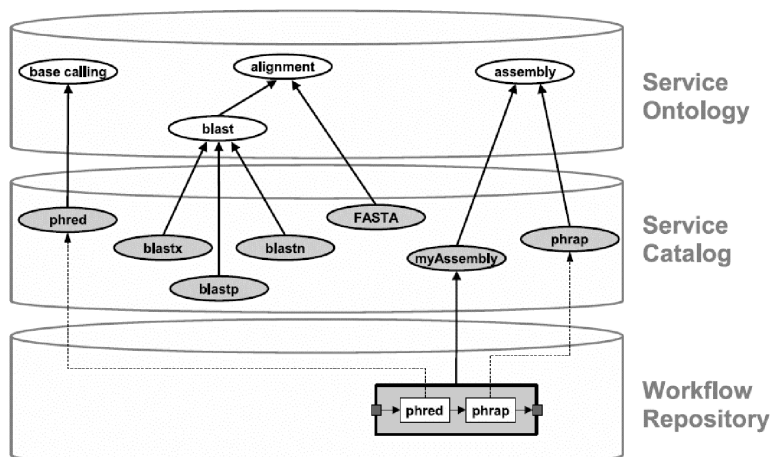 base calling
alignment
assembly
blast
Service
Ontology
phred
blastx
blastp
blastn
FASTA
myAssembly
phrap
Service
Catalog
phred
phrap
Workflow
Repository